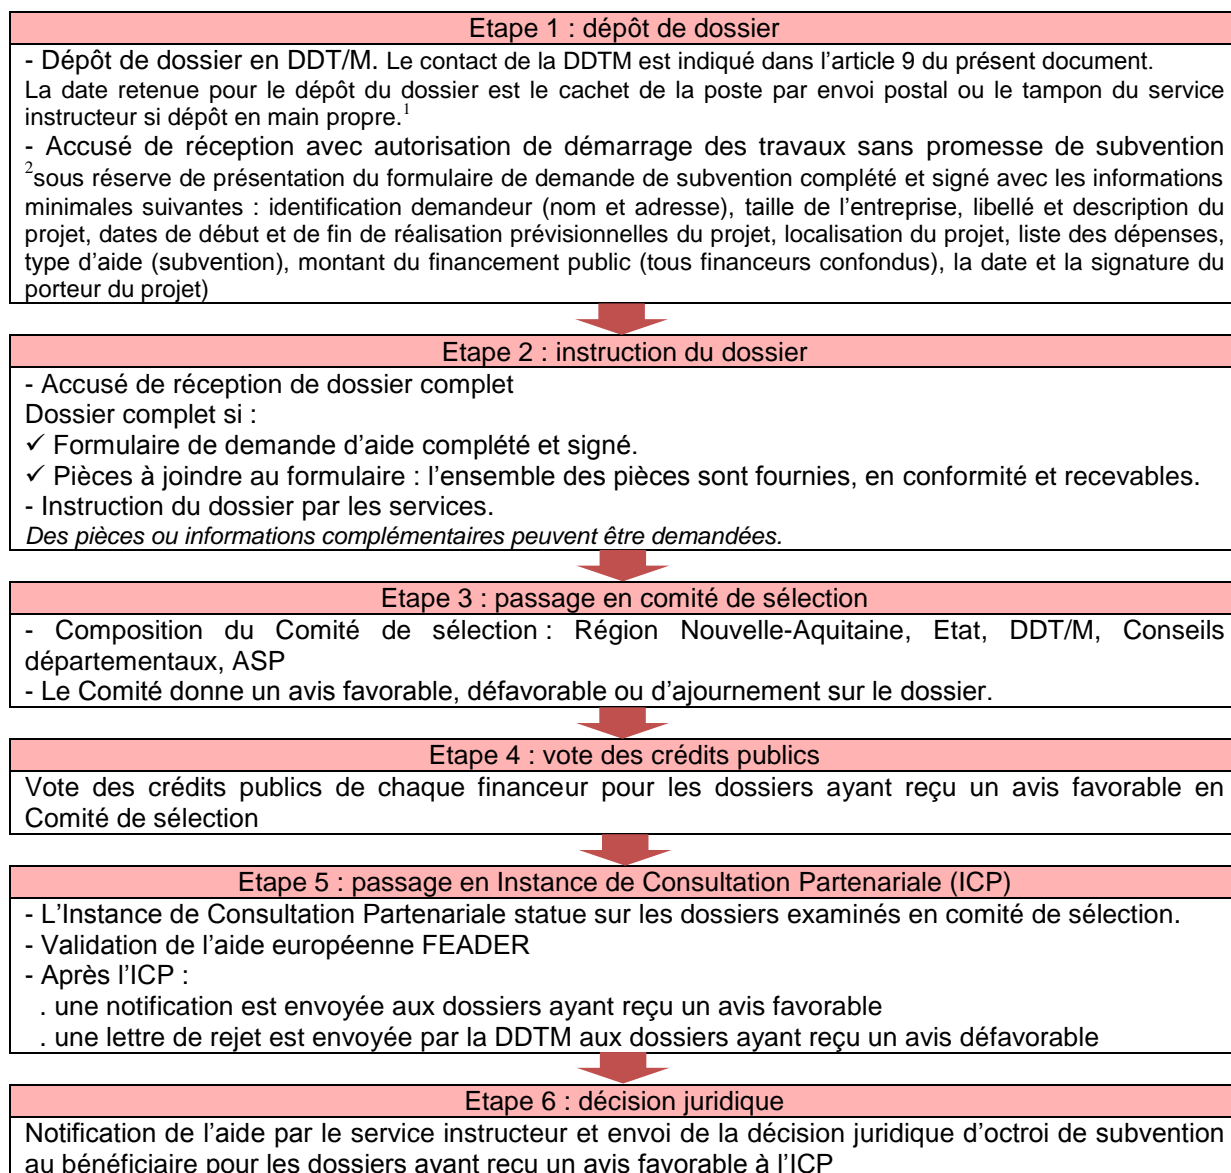 Etape 1 : dépôt de dossier
- Dépôt de dossier en DDT/M. Le contact de la DDTM est indiqué dans l’article 9 du présent document.
La date retenue pour le dépôt du dossier est le cachet de la poste par envoi postal ou le tampon du service
instructeur si dépôt en main propre.1
- Accusé de réception avec autorisation de démarrage des travaux sans promesse de subvention
2sous réserve de présentation du formulaire de demande de subvention complété et signé avec les informations
minimales suivantes : identification demandeur (nom et adresse), taille de l’entreprise, libellé et description du
projet, dates de début et de fin de réalisation prévisionnelles du projet, localisation du projet, liste des dépenses,
type d’aide (subvention), montant du financement public (tous financeurs confondus), la date et la signature du
porteur du projet)
Etape 2 : instruction du dossier
- Accusé de réception de dossier complet
Dossier complet si :
✓ Formulaire de demande d’aide complété et signé.
✓ Pièces à joindre au formulaire : l’ensemble des pièces sont fournies, en conformité et recevables.
- Instruction du dossier par les services.
Des pièces ou informations complémentaires peuvent être demandées.
Etape 3 : passage en comité de sélection
- Composition du Comité de sélection : Région Nouvelle-Aquitaine, Etat, DDT/M, Conseils
départementaux, ASP
- Le Comité donne un avis favorable, défavorable ou d’ajournement sur le dossier.
Etape 4 : vote des crédits publics
Vote des crédits publics de chaque financeur pour les dossiers ayant reçu un avis favorable en
Comité de sélection
Etape 5 : passage en Instance de Consultation Partenariale (ICP)
- L’Instance de Consultation Partenariale statue sur les dossiers examinés en comité de sélection.
- Validation de l’aide européenne FEADER
- Après l’ICP :
. une notification est envoyée aux dossiers ayant reçu un avis favorable
. une lettre de rejet est envoyée par la DDTM aux dossiers ayant reçu un avis défavorable
Etape 6 : décision juridique
Notification de l’aide par le service instructeur et envoi de la décision juridique d’octroi de subvention
au bénéficiaire pour les dossiers ayant reçu un avis favorable à l’ICP